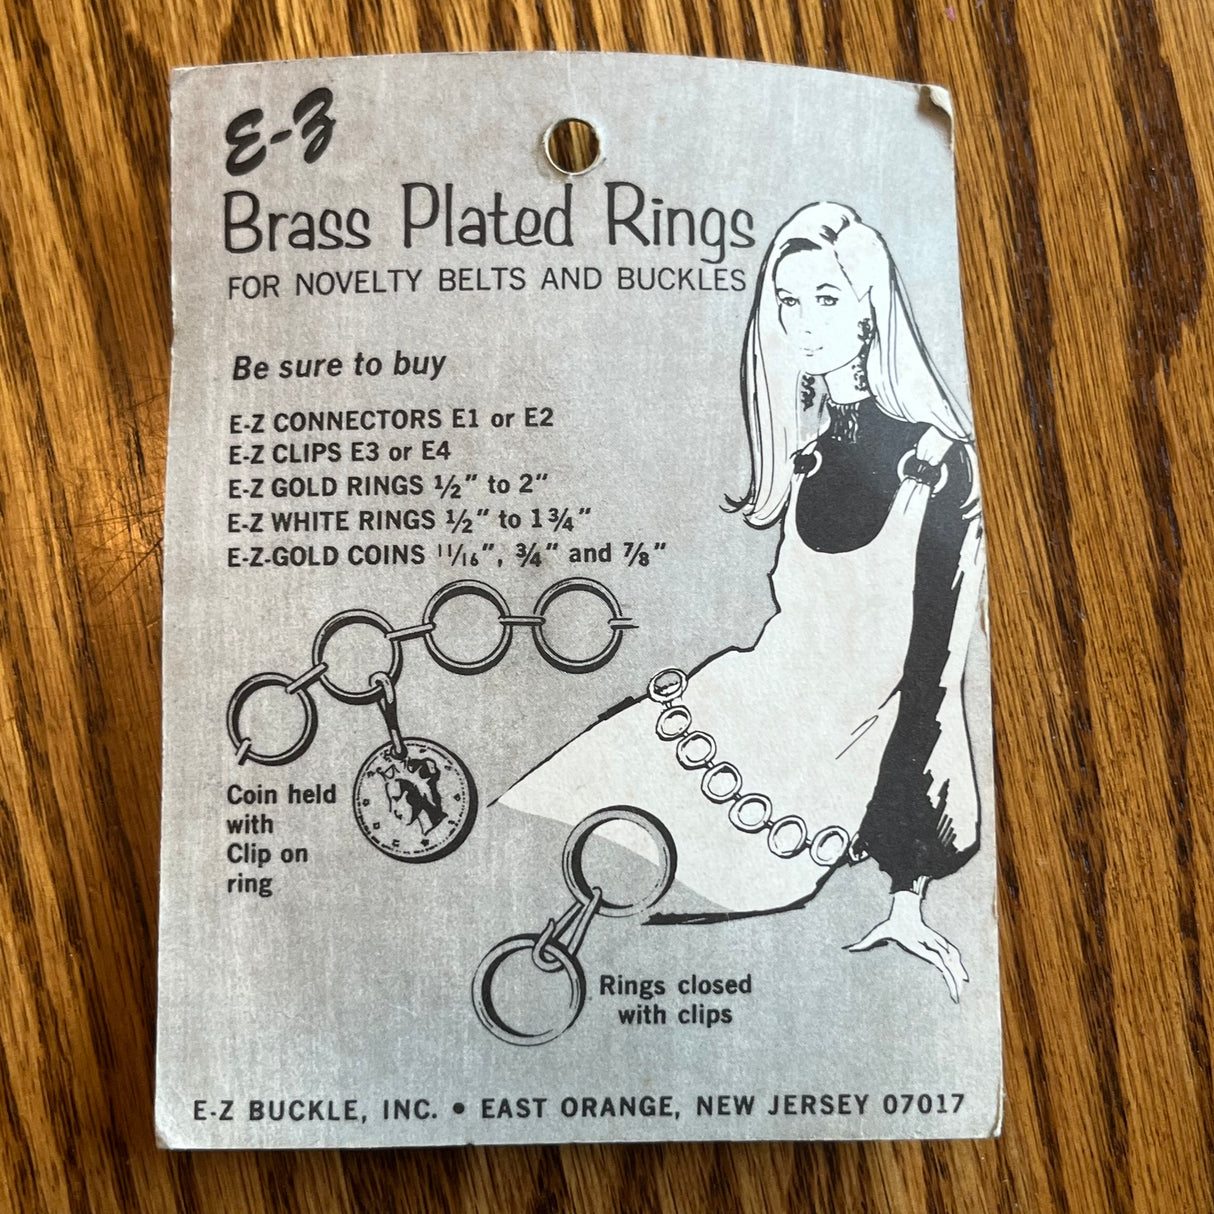 E-Z
Brass Plated Rings
FOR NOVELTY BELTS AND BUCKLES
Be sure to buy
E-Z CONNECTORS E1 or E2
E-Z CLIPS E3 or E4
E-Z GOLD RINGS ½" to 2"
E-Z WHITE RINGS ½" to 1¾"
E-Z-GOLD COINS 11/16", ¾" and ⅞"
Coin held
with
Clip on
ring
Rings closed
with clips
E-Z BUCKLE, INC. • EAST ORANGE, NEW JERSEY 07017